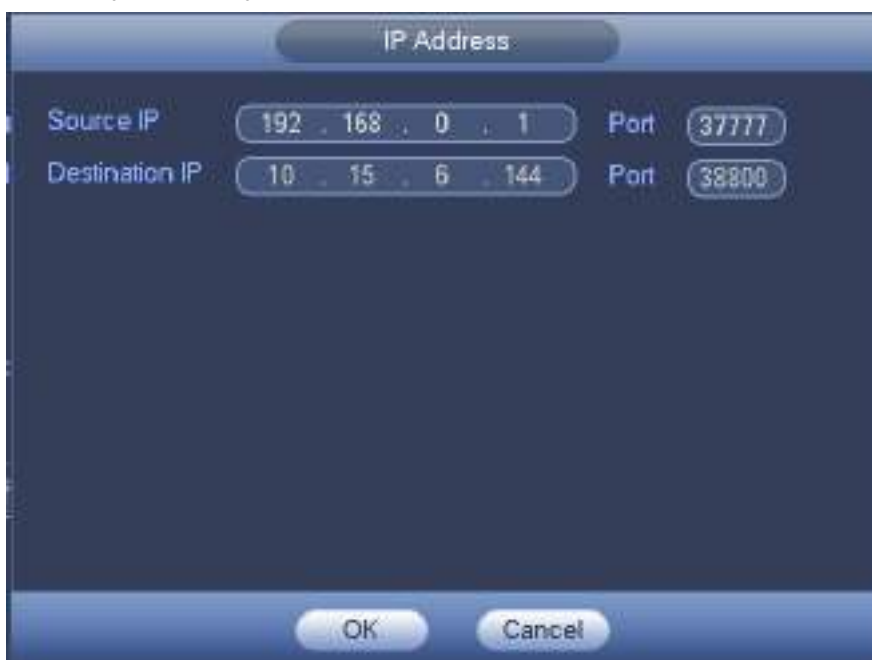 IP Address
Source IP 192 . 168 . 0 . 1 Port 37777
Destination IP 10 . 15 . 6 . 144 Port 38800
OK Cancel